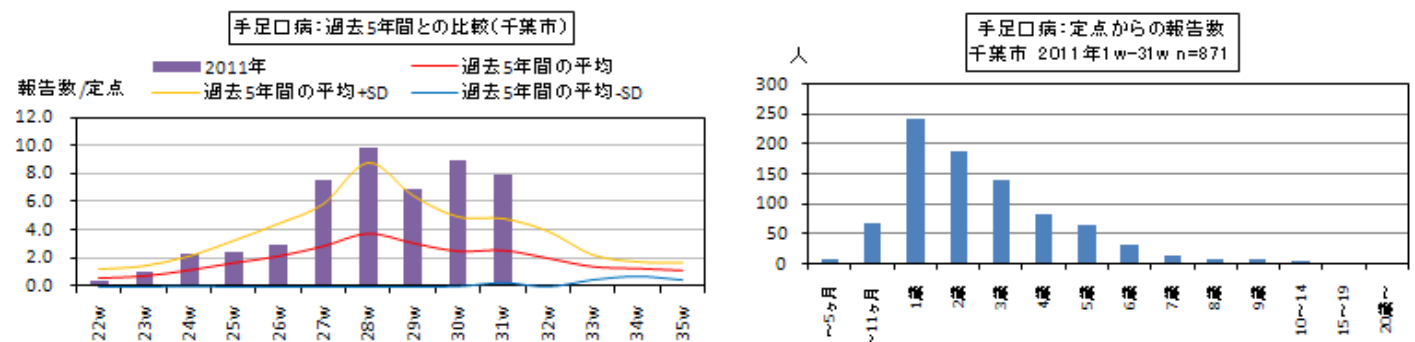 手足口病:過去5年間との比較(千葉市)
2011年
過去5年間の平均
過去5年間の平均+SD
過去5年間の平均-SD
報告数/定点
12.0
10.0
8.0
6.0
4.0
2.0
0.0
22w
23w
24w
25w
26w
27w
28w
29w
30w
31w
32w
33w
34w
35w
手足口病:定点からの報告数
千葉市 2011年1w-31w n=871
人
300
250
200
150
100
50
0
~5ヶ月
~11ヶ月
1歳
2歳
3歳
4歳
5歳
6歳
7歳
8歳
9歳
10~14
15~19
20歳~